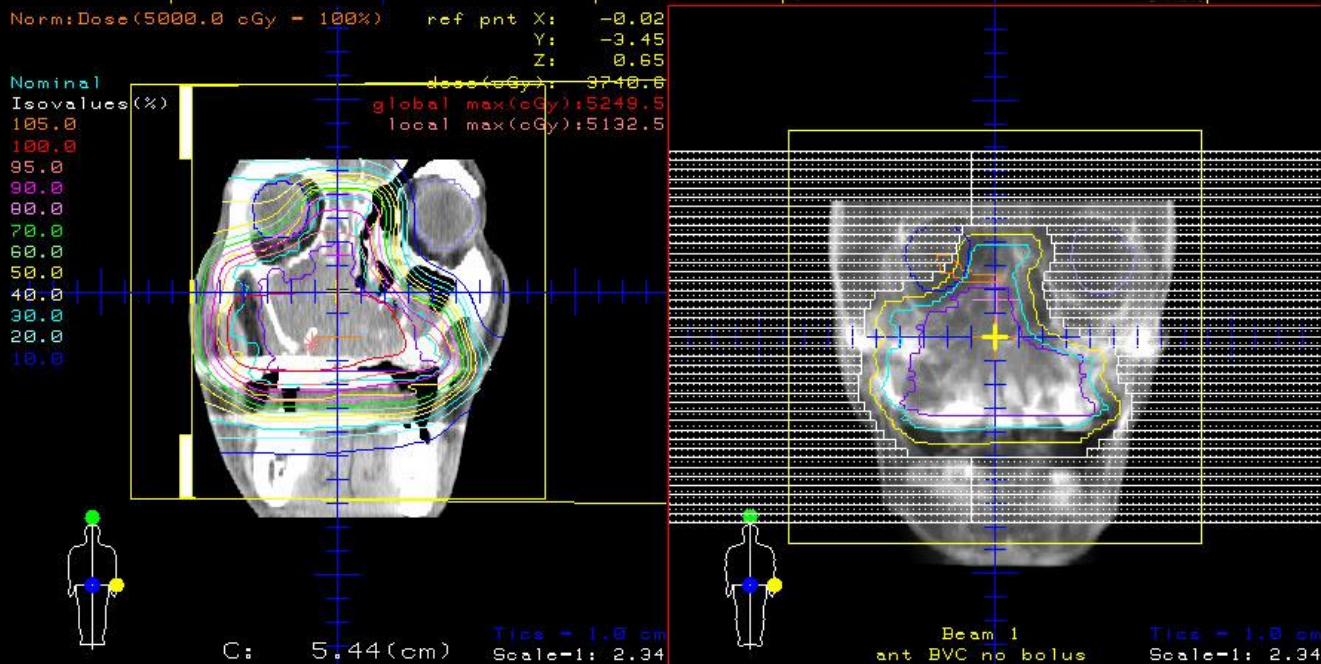 Norm:Dose(5000.0 cGy - 100%)
ref pnt X: -0.02
Y: -3.45
Z: 0.65
Nominal
dose(cGy): 3740.6
Isovalues(%)
global max(cGy):5249.5
105.0
local max(cGy):5132.5
100.0
95.0
90.0
80.0
70.0
60.0
50.0
40.0
30.0
20.0
10.0
C: 5.44(cm)
Tics - 1.0 cm
Scale-1: 2.34
Beam 1
ant BVC no bolus
Tics - 1.0 cm
Scale-1: 2.34